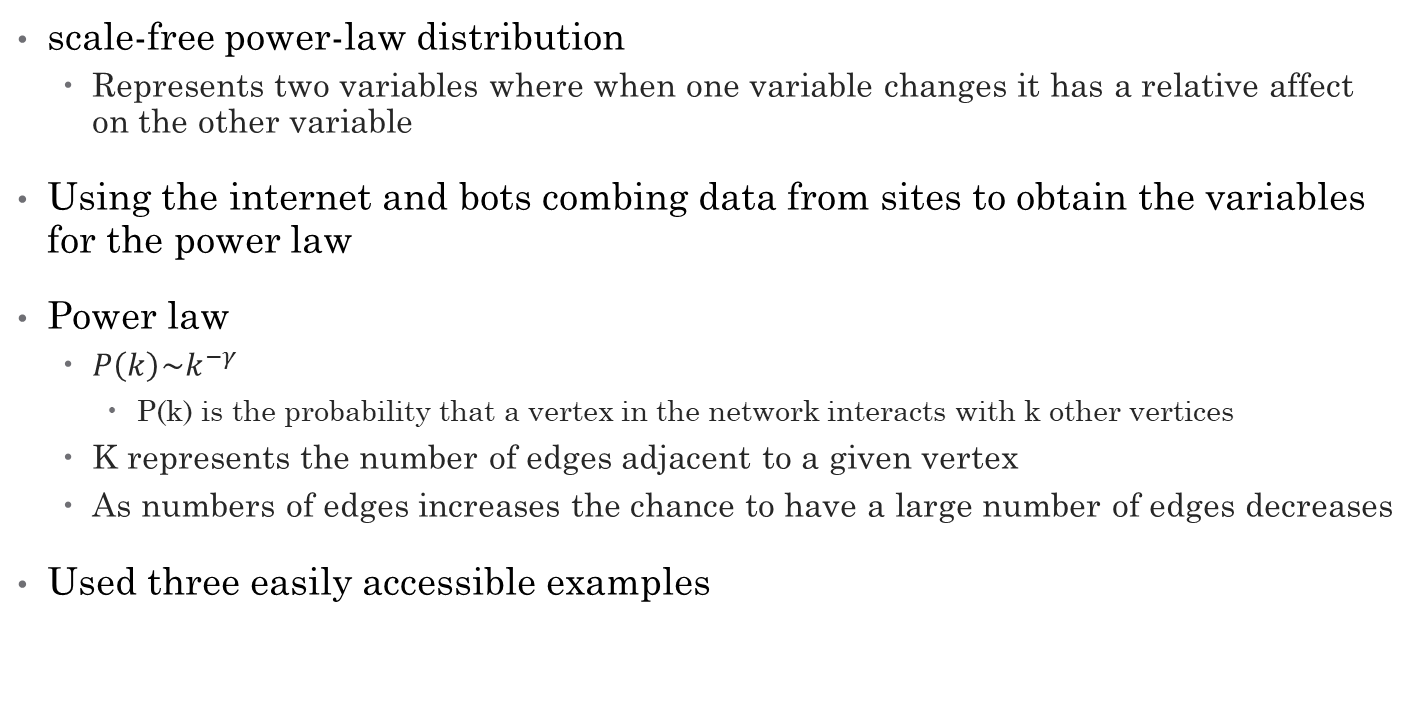 • scale-free power-law distribution
• Represents two variables where when one variable changes it has a relative affect
on the other variable
• Using the internet and bots combing data from sites to obtain the variables
for the power law
• Power law
• P(k)~k⁻ᵞ
• P(k) is the probability that a vertex in the network interacts with k other vertices
• K represents the number of edges adjacent to a given vertex
• As numbers of edges increases the chance to have a large number of edges decreases
• Used three easily accessible examples